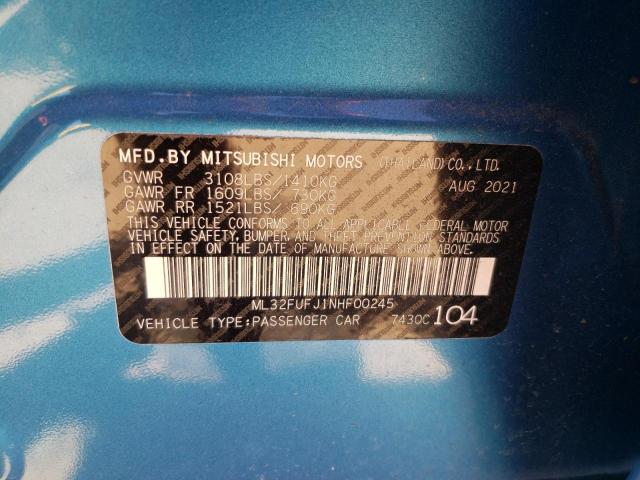 MFD.BY MITSUBISHI MOTORS (THAILAND)CO.,LTD.
GVWR 3108LBS/1410KG AUG 2021
GAWR FR 1609LBS/ 730KG
GAWR RR 1521LBS/ 690KG
THIS VEHICLE CONFORMS TO ALL APPLICABLE FEDERAL MOTOR
VEHICLE SAFETY,BUMPER,AND THEFT PREVENTION STANDARDS
IN EFFECT ON THE DATE OF MANUFACTURE SHOWN ABOVE.
ML32FUFJ1NHF00245
VEHICLE TYPE:PASSENGER CAR 7430C 104